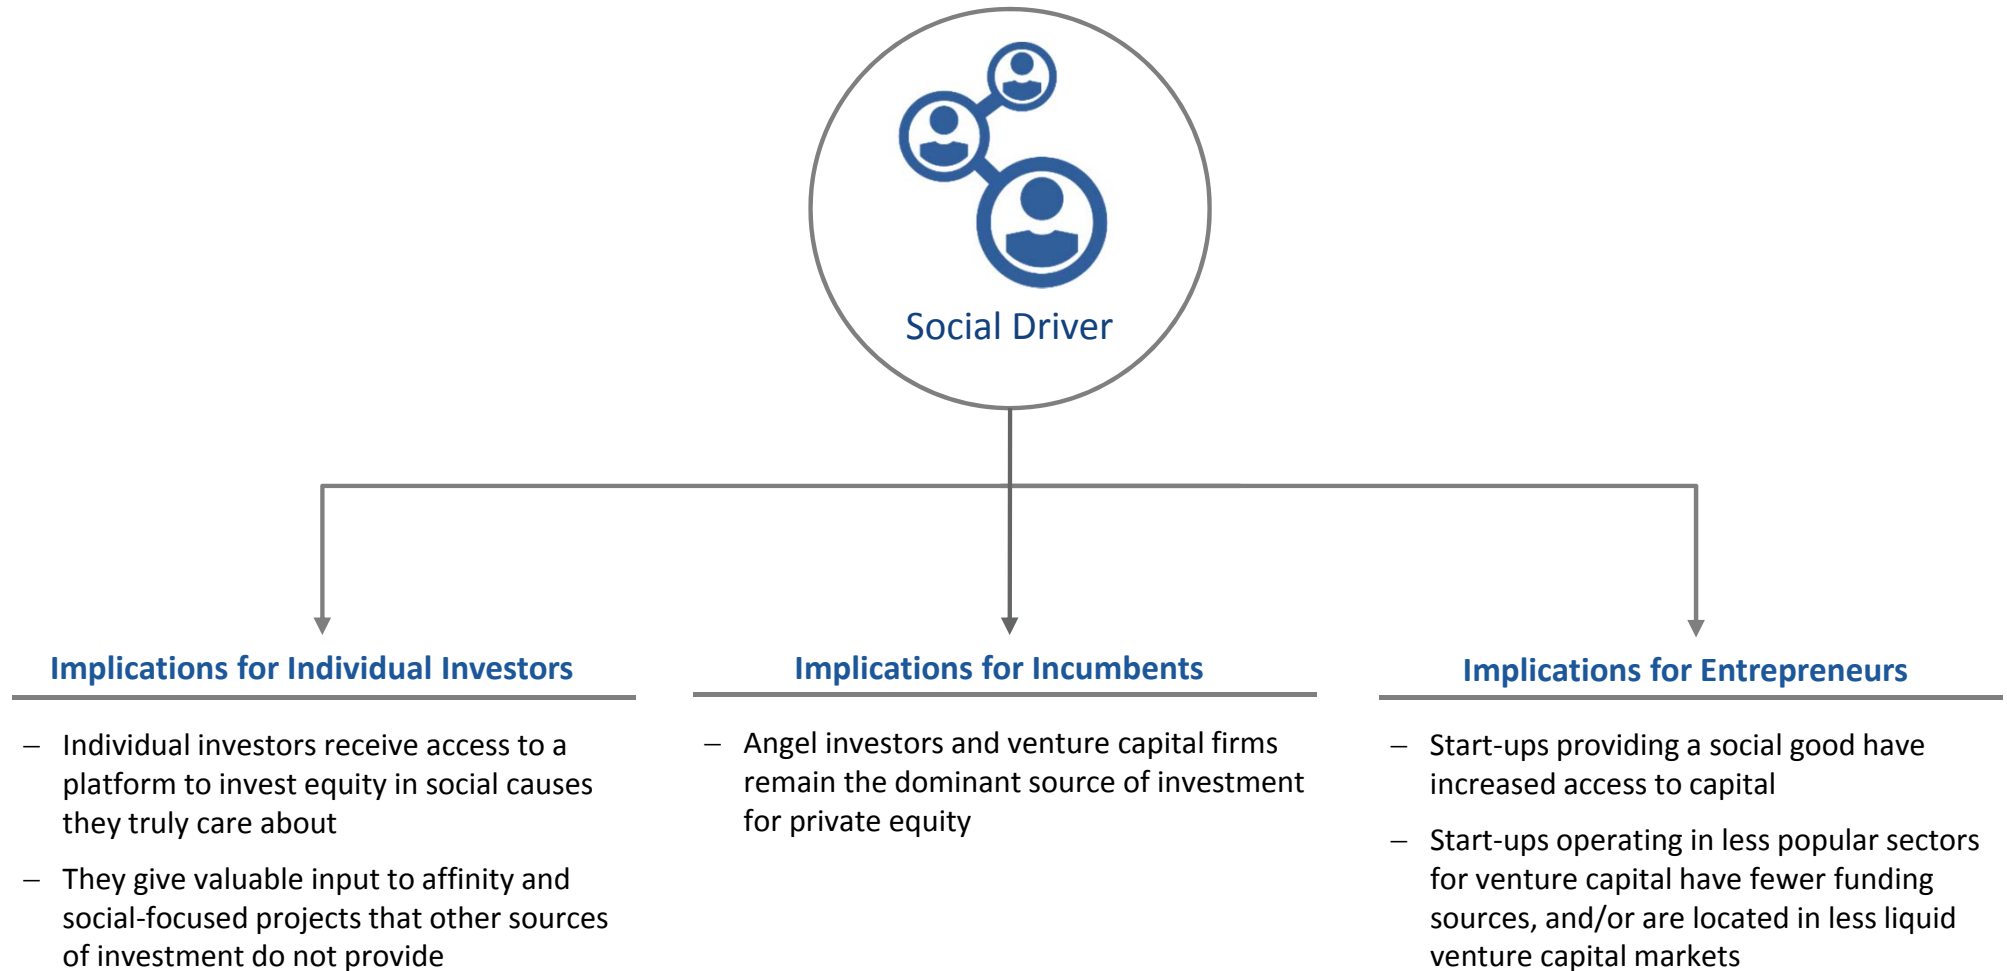 Social Driver
Implications for Individual Investors
– Individual investors receive access to a
platform to invest equity in social causes
they truly care about
– They give valuable input to affinity and
social-focused projects that other sources
of investment do not provide
Implications for Incumbents
– Angel investors and venture capital firms
remain the dominant source of investment
for private equity
Implications for Entrepreneurs
– Start-ups providing a social good have
increased access to capital
– Start-ups operating in less popular sectors
for venture capital have fewer funding
sources, and/or are located in less liquid
venture capital markets